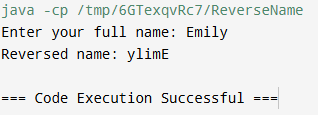 java -cp /tmp/6GTexqvRc7/ReverseName
Enter your full name: Emily
Reversed name: ylimE
=== Code Execution Successful ===